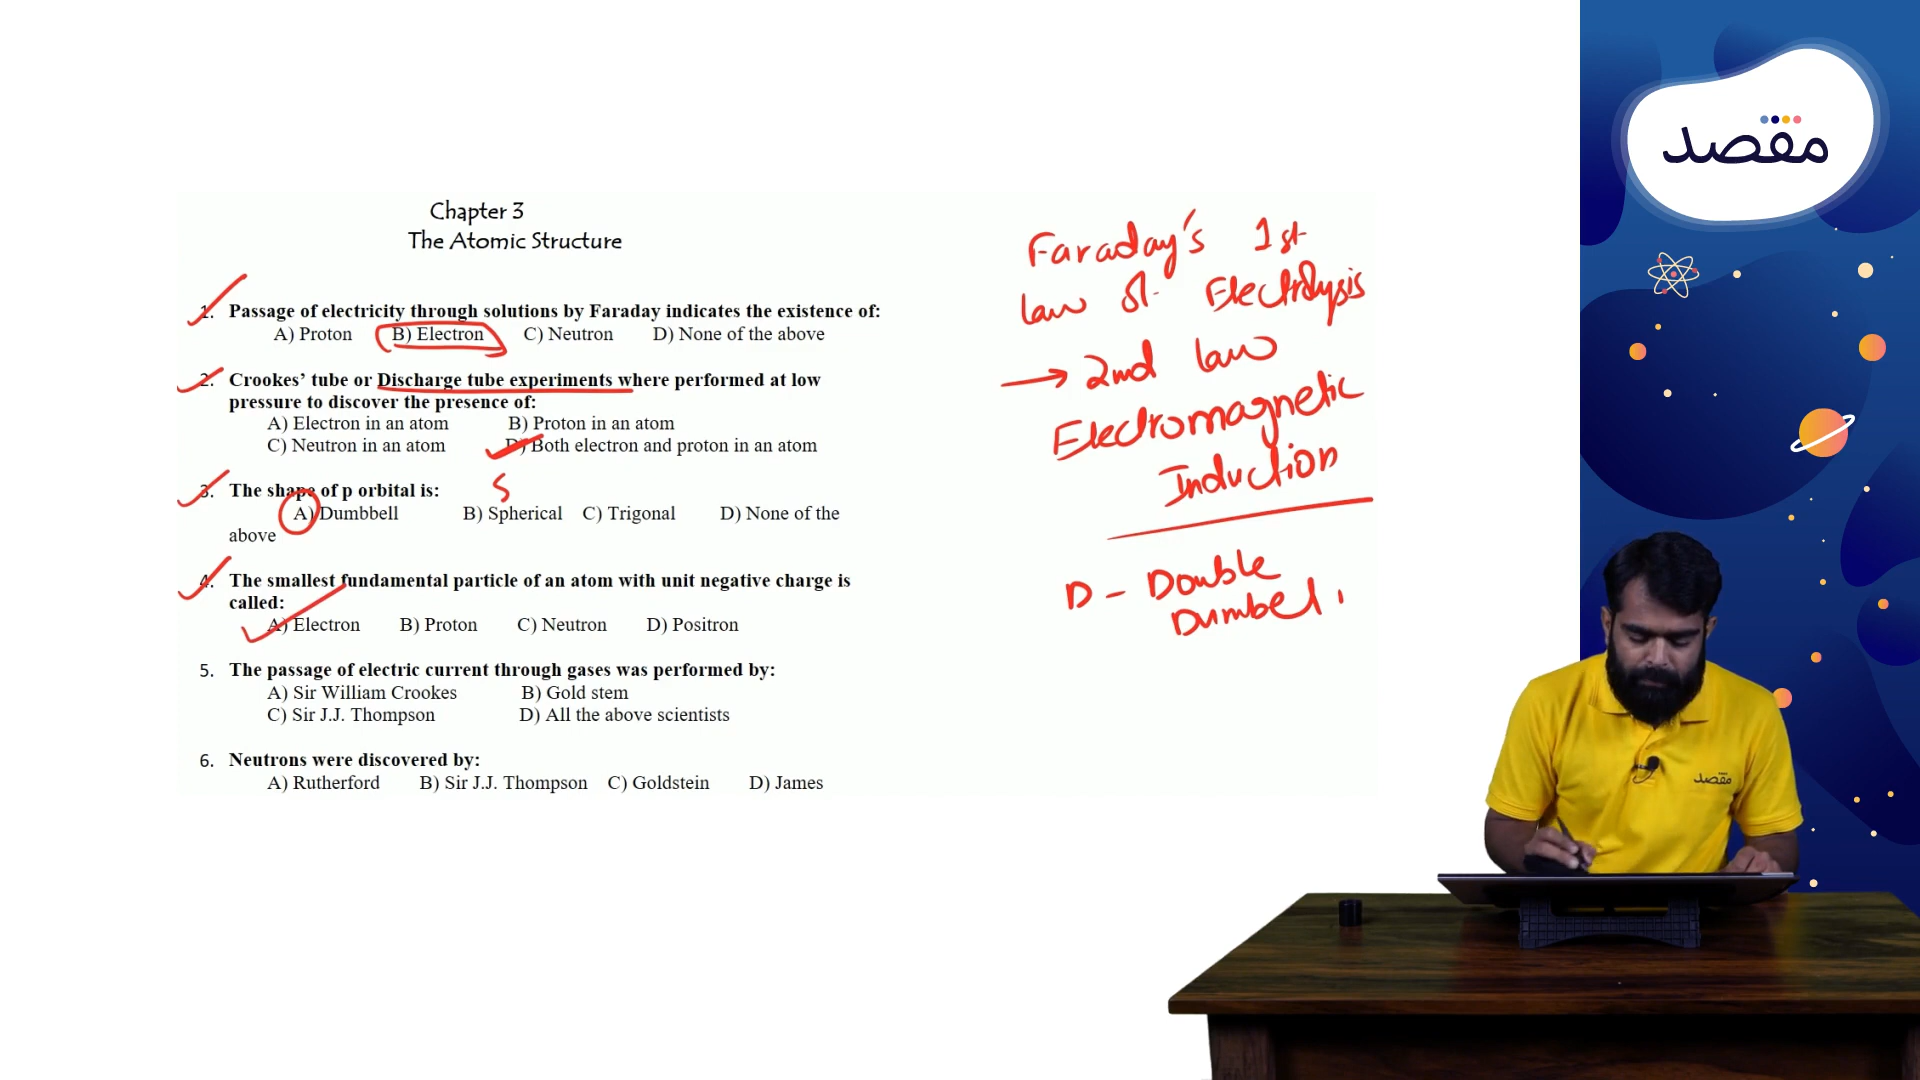 Chapter 3
The Atomic Structure
1. Passage of electricity through solutions by Faraday indicates the existence of:
A) Proton B) Electron C) Neutron D) None of the above
2. Crookes’ tube or Discharge tube experiments where performed at low
pressure to discover the presence of:
A) Electron in an atom B) Proton in an atom
C) Neutron in an atom D) Both electron and proton in an atom
S
3. The shape of p orbital is:
A) Dumbbell B) Spherical C) Trigonal D) None of the
above
4. The smallest fundamental particle of an atom with unit negative charge is
called:
A) Electron B) Proton C) Neutron D) Positron
5. The passage of electric current through gases was performed by:
A) Sir William Crookes B) Gold stem
C) Sir J.J. Thompson D) All the above scientists
6. Neutrons were discovered by:
A) Rutherford B) Sir J.J. Thompson C) Goldstein D) James
Faraday's 1st
law of Electrolysis
→ 2nd law
Electromagnetic
Induction
D - Double
Dumbel
مقصد
مقصد